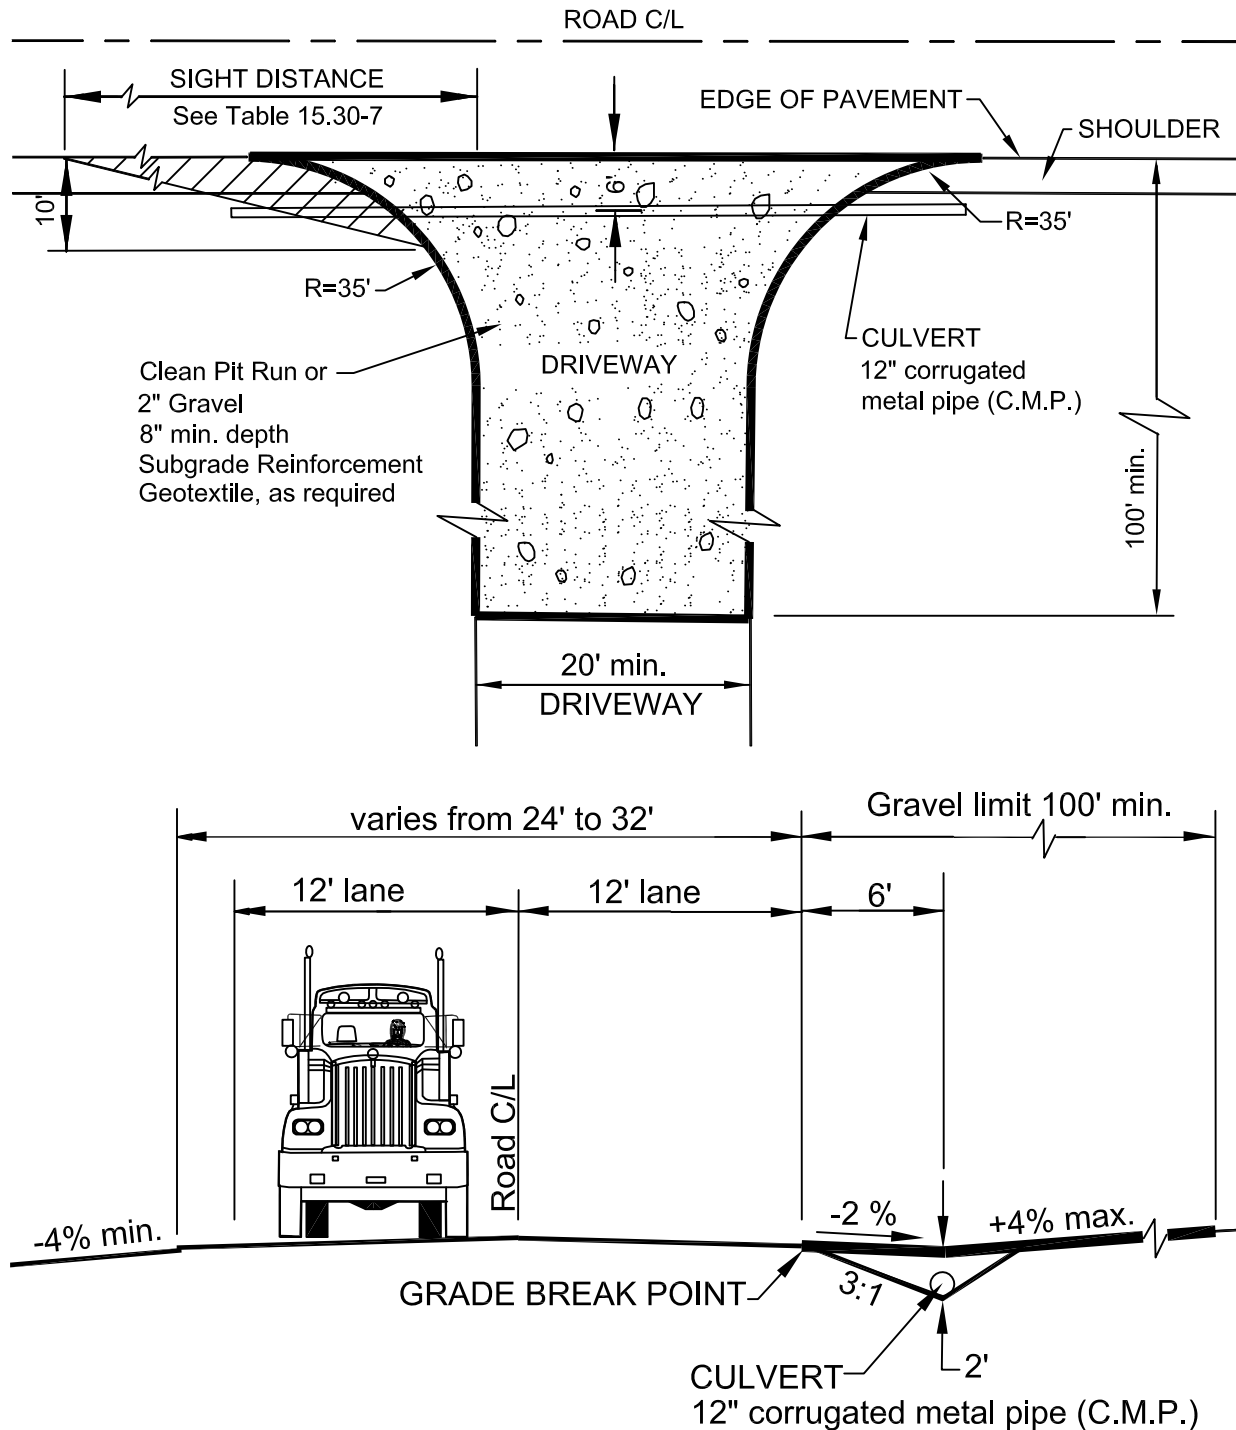 ROAD C/L
SIGHT DISTANCE
See Table 15.30-7
EDGE OF PAVEMENT
SHOULDER
10'
6'
R=35'
R=35'
Clean Pit Run or
2" Gravel
8" min. depth
Subgrade Reinforcement
Geotextile, as required
DRIVEWAY
CULVERT
12" corrugated
metal pipe (C.M.P.)
100' min.
20' min.
DRIVEWAY
varies from 24' to 32'
Gravel limit 100' min.
12' lane
12' lane
6'
Road C/L
-4% min.
-2 %
+4% max.
GRADE BREAK POINT
3:1
2'
CULVERT
12" corrugated metal pipe (C.M.P.)